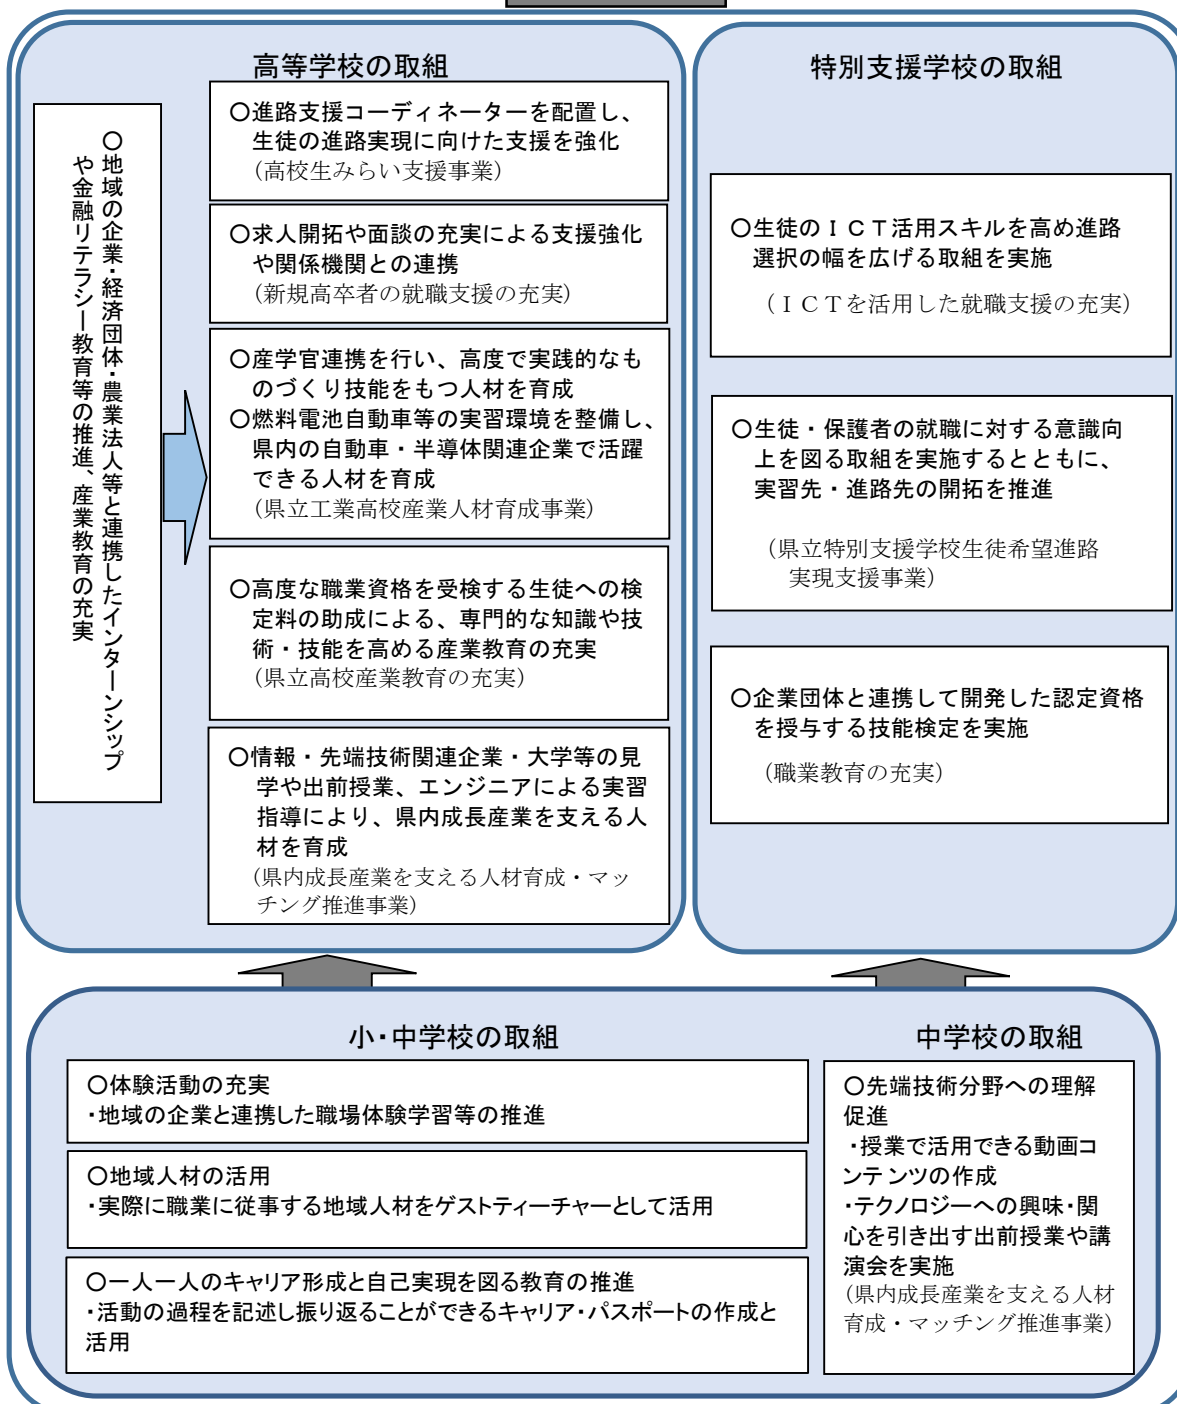 高等学校の取組
〇地域の企業・経済団体・農業法人等と連携したインターンシップ
や金融リテラシー教育等の推進、産業教育の充実
〇進路支援コーディネーターを配置し、
生徒の進路実現に向けた支援を強化
（高校生みらい支援事業）
〇求人開拓や面談の充実による支援強化
や関係機関との連携
（新規高卒者の就職支援の充実）
〇産学官連携を行い、高度で実践的なも
のづくり技能をもつ人材を育成
〇燃料電池自動車等の実習環境を整備し、
県内の自動車・半導体関連企業で活躍
できる人材を育成
（県立工業高校産業人材育成事業）
〇高度な職業資格を受検する生徒への検
定料の助成による、専門的な知識や技
術・技能を高める産業教育の充実
（県立高校産業教育の充実）
〇情報・先端技術関連企業・大学等の見
学や出前授業、エンジニアによる実習
指導により、県内成長産業を支える人
材を育成
（県内成長産業を支える人材育成・マッ
チング推進事業）
特別支援学校の取組
〇生徒のＩＣＴ活用スキルを高め進路
選択の幅を広げる取組を実施
（ＩＣＴを活用した就職支援の充実）
〇生徒・保護者の就職に対する意識向
上を図る取組を実施するとともに、
実習先・進路先の開拓を推進
（県立特別支援学校生徒希望進路
実現支援事業）
〇企業団体と連携して開発した認定資格
を授与する技能検定を実施
（職業教育の充実）
小・中学校の取組
〇体験活動の充実
・地域の企業と連携した職場体験学習等の推進
〇地域人材の活用
・実際に職業に従事する地域人材をゲストティーチャーとして活用
〇一人一人のキャリア形成と自己実現を図る教育の推進
・活動の過程を記述し振り返ることができるキャリア・パスポートの作成と
活用
中学校の取組
〇先端技術分野への理解
促進
・授業で活用できる動画コ
ンテンツの作成
・テクノロジーへの興味・関
心を引き出す出前授業や講
演会を実施
（県内成長産業を支える人材
育成・マッチング推進事業）